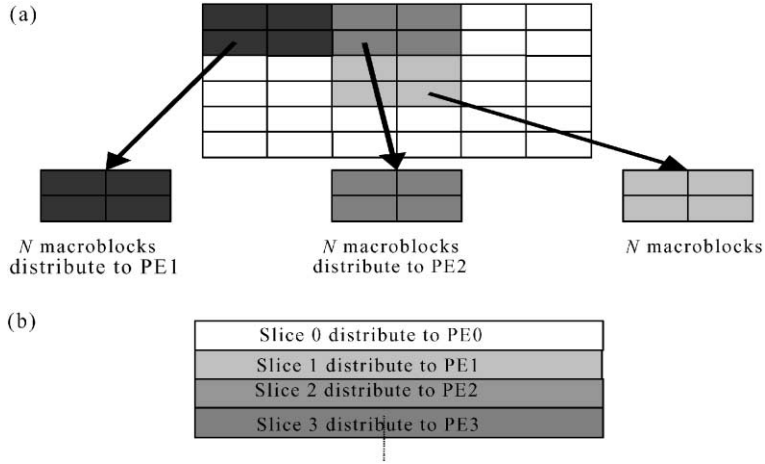 (a)
N macroblocks
distribute to PE1
N macroblocks
distribute to PE2
N macroblocks
(b)
Slice 0 distribute to PE0
Slice 1 distribute to PE1
Slice 2 distribute to PE2
Slice 3 distribute to PE3